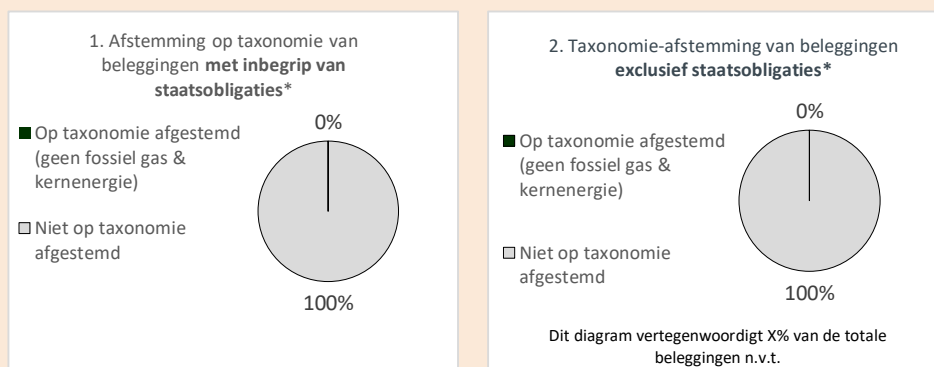 1. Afstemming op taxonomie van
beleggingen met inbegrip van
staatsobligaties*
0%
Op taxonomie afgestemd
(geen fossiel gas &
kernenergie)
Niet op taxonomie
afgestemd
100%
2. Taxonomie-afstemming van beleggingen
exclusief staatsobligaties*
0%
Op taxonomie afgestemd
(geen fossiel gas &
kernenergie)
Niet op taxonomie
afgestemd
100%
Dit diagram vertegenwoordigt X% van de totale
beleggingen n.v.t.